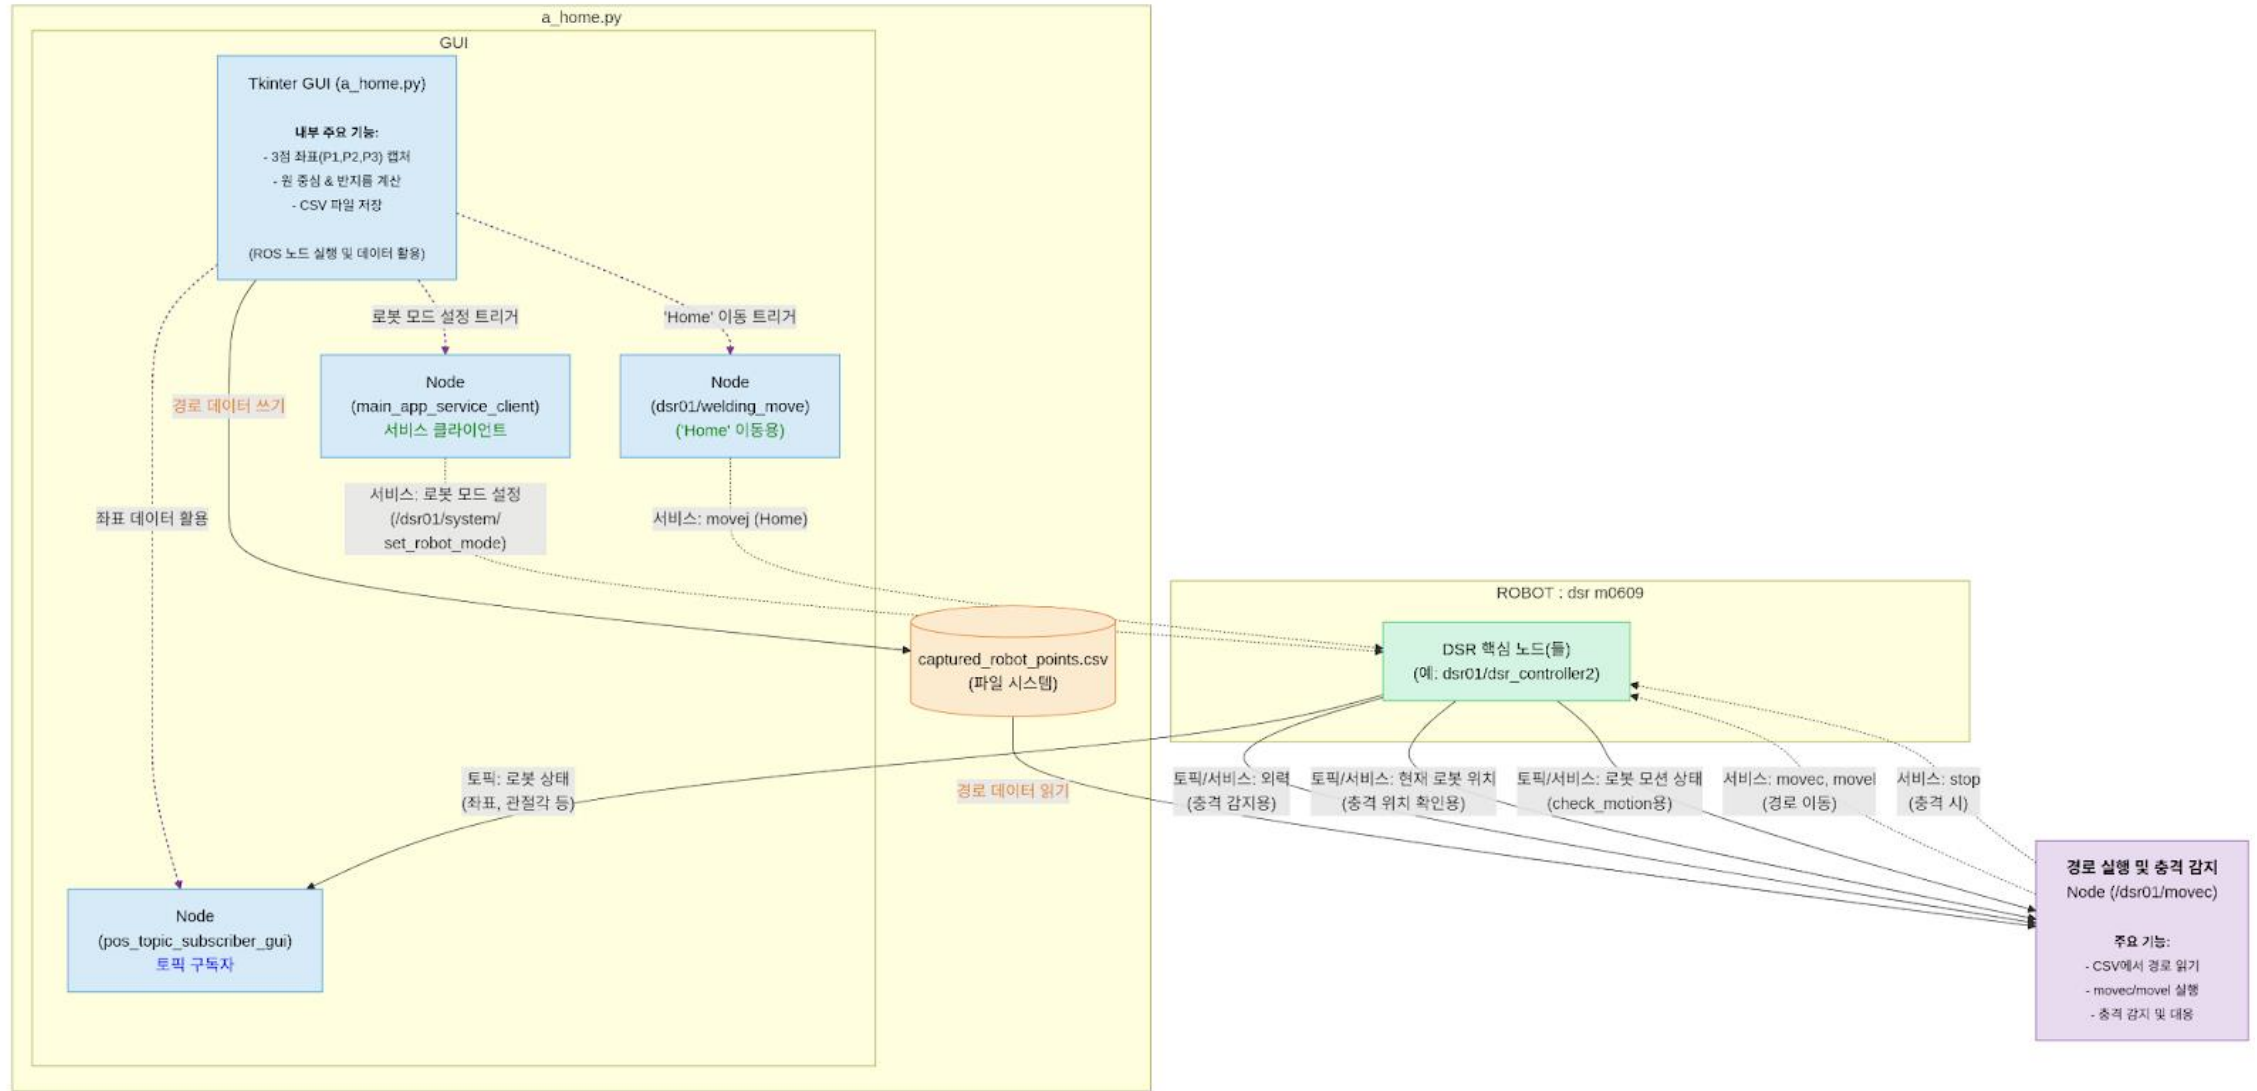 a_home.py
GUI
Tkinter GUI (a_home.py)
내부 주요 기능:
- 3점 좌표(P1,P2,P3) 캡처
- 원 중심 & 반지름 계산
- CSV 파일 저장
(ROS 노드 실행 및 데이터 활용)
로봇 모드 설정 트리거
'Home' 이동 트리거
Node
(main_app_service_client)
서비스 클라이언트
Node
(dsr01/welding_move)
('Home' 이동용)
경로 데이터 쓰기
좌표 데이터 활용
서비스: 로봇 모드 설정
(/dsr01/system/
set_robot_mode)
서비스: movej (Home)
captured_robot_points.csv
(파일 시스템)
ROBOT : dsr m0609
DSR 핵심 노드(들)
(예: dsr01/dsr_controller2)
토픽: 로봇 상태
(좌표, 관절각 등)
경로 데이터 읽기
토픽/서비스: 외력
(충격 감지용)
토픽/서비스: 현재 로봇 위치
(충격 위치 확인용)
토픽/서비스: 로봇 모션 상태
(check_motion용)
서비스: movec, movel
(경로 이동)
서비스: stop
(충격 시)
Node
(pos_topic_subscriber_gui)
토픽 구독자
경로 실행 및 충격 감지
Node (/dsr01/movec)
주요 기능:
- CSV에서 경로 읽기
- movec/movel 실행
- 충격 감지 및 대응